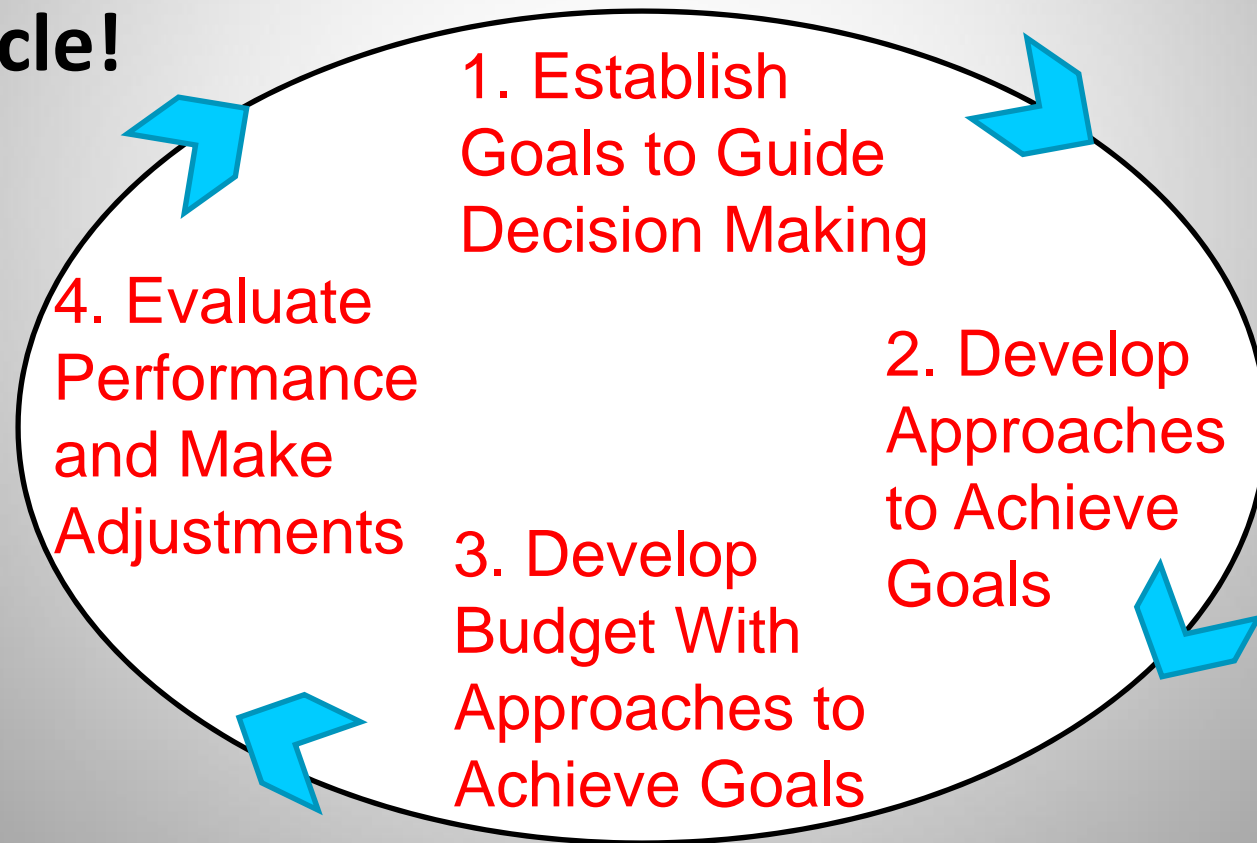 cle!
1. Establish
Goals to Guide
Decision Making
2. Develop
Approaches
to Achieve
Goals
3. Develop
Budget With
Approaches to
Achieve Goals
4. Evaluate
Performance
and Make
Adjustments